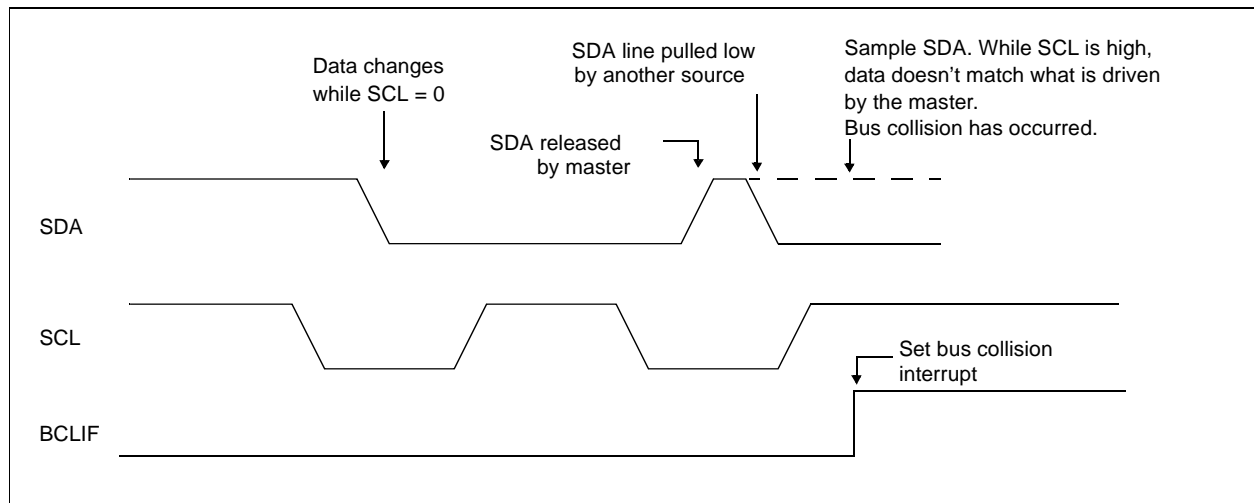 Data changes
while SCL = 0
SDA line pulled low
by another source
Sample SDA. While SCL is high,
data doesn’t match what is driven
by the master.
Bus collision has occurred.
SDA released
by master
SDA
SCL
Set bus collision
interrupt
BCLIF